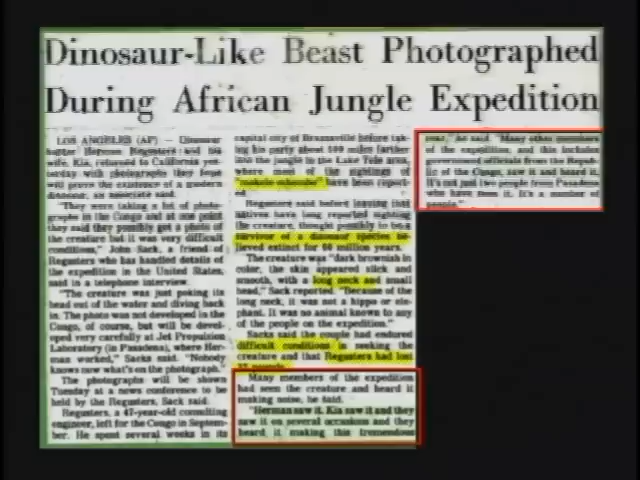 Dinosaur-Like Beast Photographed
During African Jungle Expedition
LOS ANGELES (AP) — Dinosaur
hunter Herman Regusters and his
wife, Kia, returned to California yes-
terday with photographs they hope
will prove the existence of a modern
dinosaur, an associate said.
"They were taking a lot of photo-
graphs in the Congo and at one point
they said they possibly got a photo of
the creature but it was very difficult
conditions," John Sack, a friend of
Regusters who has handled details of
the expedition in the United States,
said in a telephone interview.
"The creature was just poking its
head out of the water and diving back
in. The photo was not developed in the
Congo, of course, but will be devel-
oped very carefully at Jet Propulsion
Laboratory (in Pasadena), where Her-
man worked," Sacks said. "Nobody
knows now what's on the photograph."
The photographs will be shown
Tuesday at a news conference to be
held by the Regusters, Sack said.
Regusters, a 47-year-old consulting
engineer, left for the Congo in Septem-
ber. He spent several weeks in its
capital city of Brazzaville before tak-
ing his party about 500 miles farther
into the jungle in the Lake Tele area,
where most of the sightings of
"mokele-mbembe" have been report-
ed.
Regusters said before leaving that
natives have long reported sighting
the creature, thought possibly to be a
survivor of a dinosaur species be-
lieved extinct for 60 million years.
The creature was "dark brownish in
color, the skin appeared slick and
smooth, with a long neck and small
head," Sack reported. "Because of the
long neck, it was not a hippo or ele-
phant. It was no animal known to any
of the people on the expedition."
Sacks said the couple had endured
difficult conditions in seeking the
creature and that Regusters had lost
pounds.
Many members of the expedition
had seen the creature and heard it
making noise, he said.
"Herman saw it. Kia saw it and they
saw it on several occasions and they
heard it making this tremendous
roar," he said. "Many other members
of the expedition, and this includes
government officials from the Repub-
lic of the Congo, saw it and heard it.
It's not just two people from Pasadena
who have seen it. It's a number of
people."